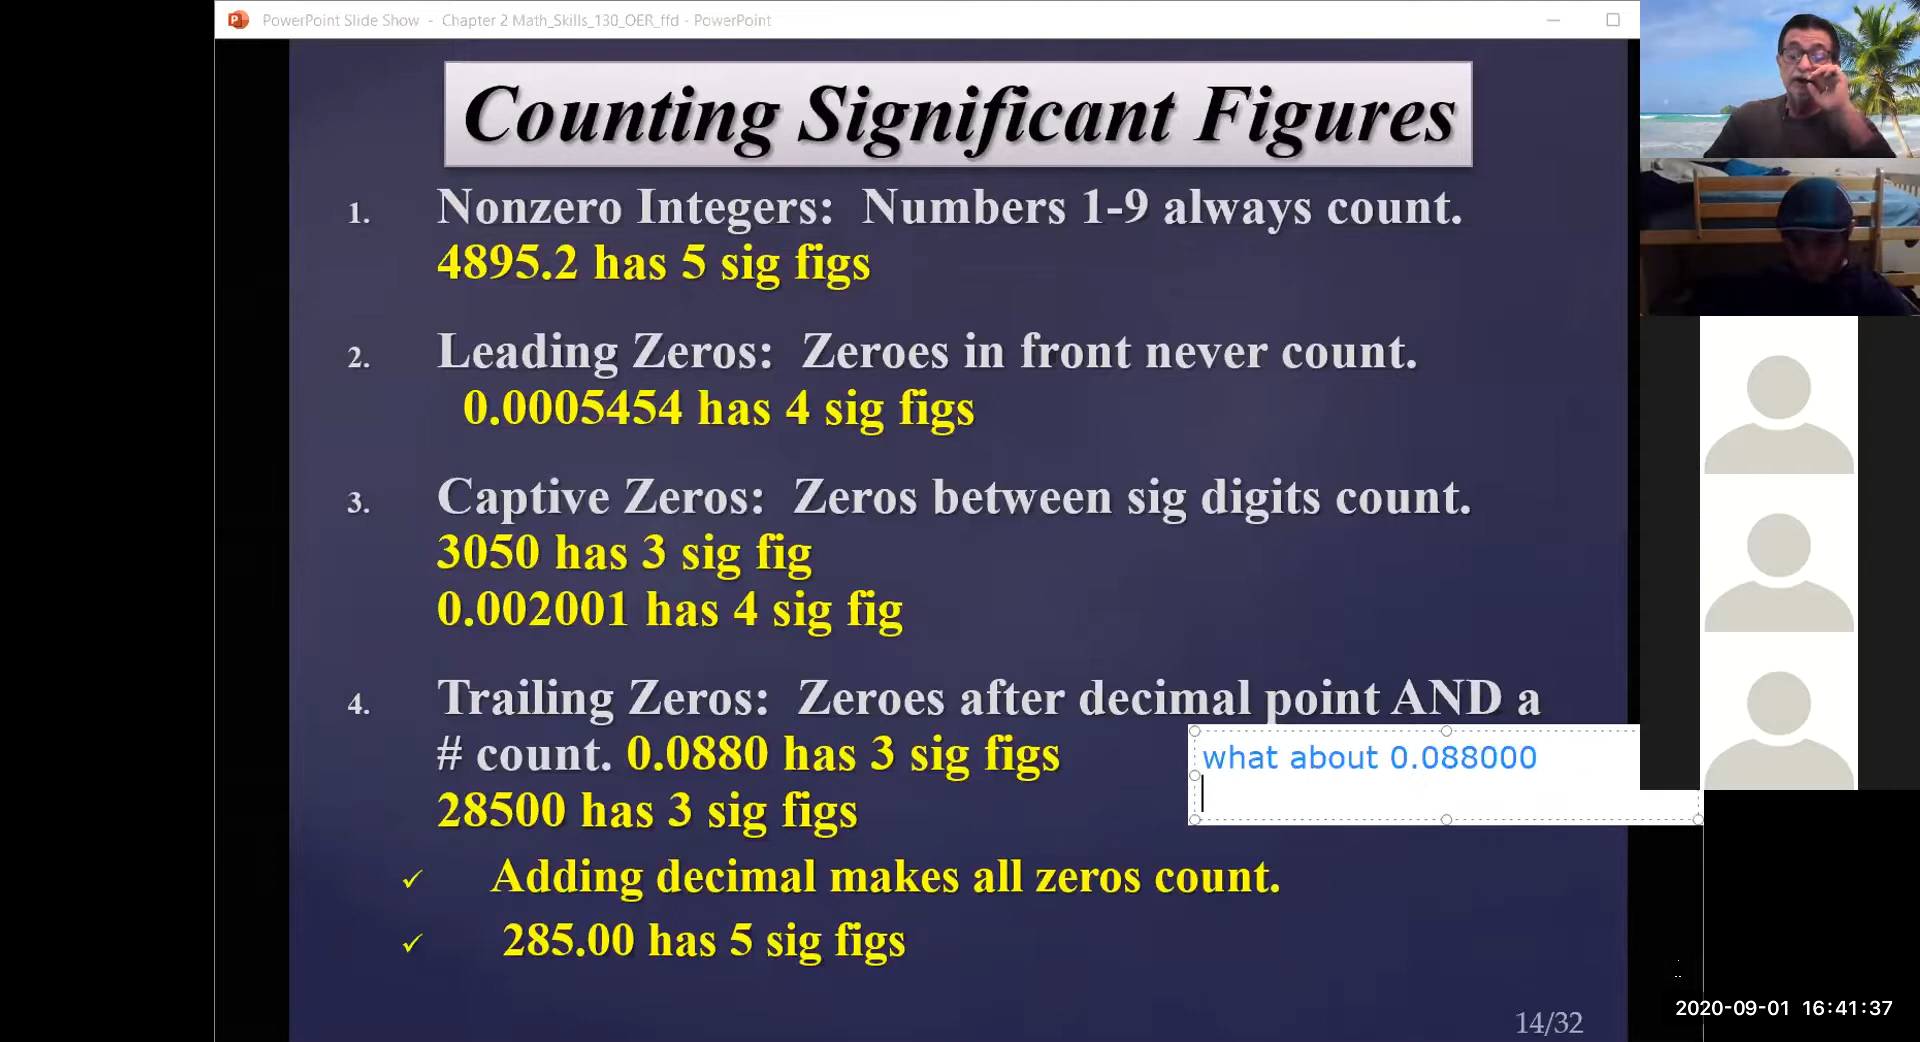 PowerPoint Slide Show - Chapter 2 Math_Skills_130_OER_ffd - PowerPoint
Counting Significant Figures
1. Nonzero Integers: Numbers 1-9 always count.
4895.2 has 5 sig figs
2. Leading Zeros: Zeroes in front never count.
0.0005454 has 4 sig figs
3. Captive Zeros: Zeros between sig digits count.
3050 has 3 sig fig
0.002001 has 4 sig fig
4. Trailing Zeros: Zeroes after decimal point AND a
# count. 0.0880 has 3 sig figs
what about 0.088000
28500 has 3 sig figs
✓ Adding decimal makes all zeros count.
✓ 285.00 has 5 sig figs
14/32
2020-09-01 16:41:37